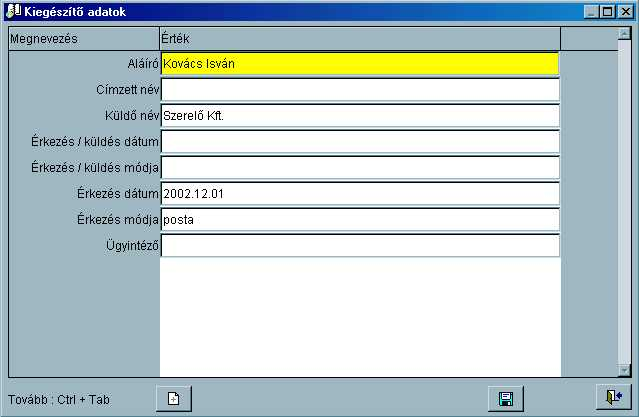 Kiegészítő adatok
Megnevezés Érték
Aláíró Kovács Isván
Címzett név
Küldő név Szerelő Kft.
Érkezés / küldés dátum
Érkezés / küldés módja
Érkezés dátum 2002.12.01
Érkezés módja posta
Ügyintéző
Tovább : Ctrl + Tab